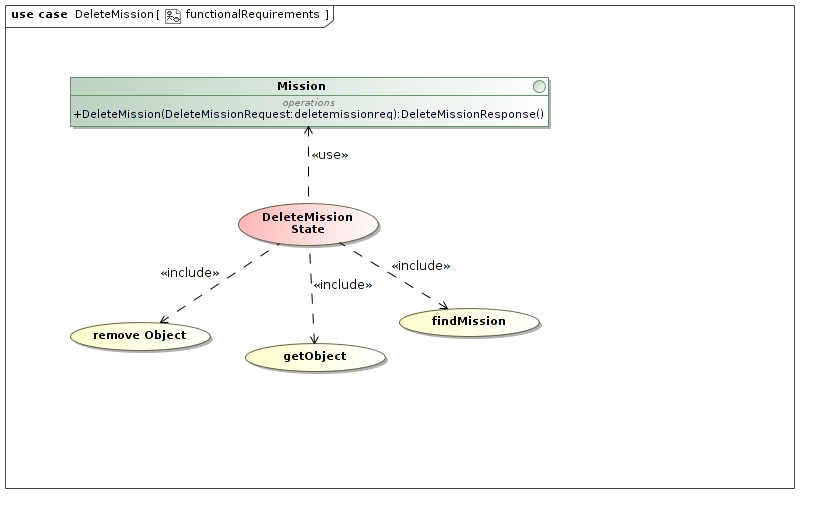 use case DeleteMission[ functionalRequirements ]
Mission
operations
+DeleteMission(DeleteMissionRequest:deletemissionreq):DeleteMissionResponse()
«use»
DeleteMission
State
«include»
«include»
«include»
findMission
remove Object
getObject